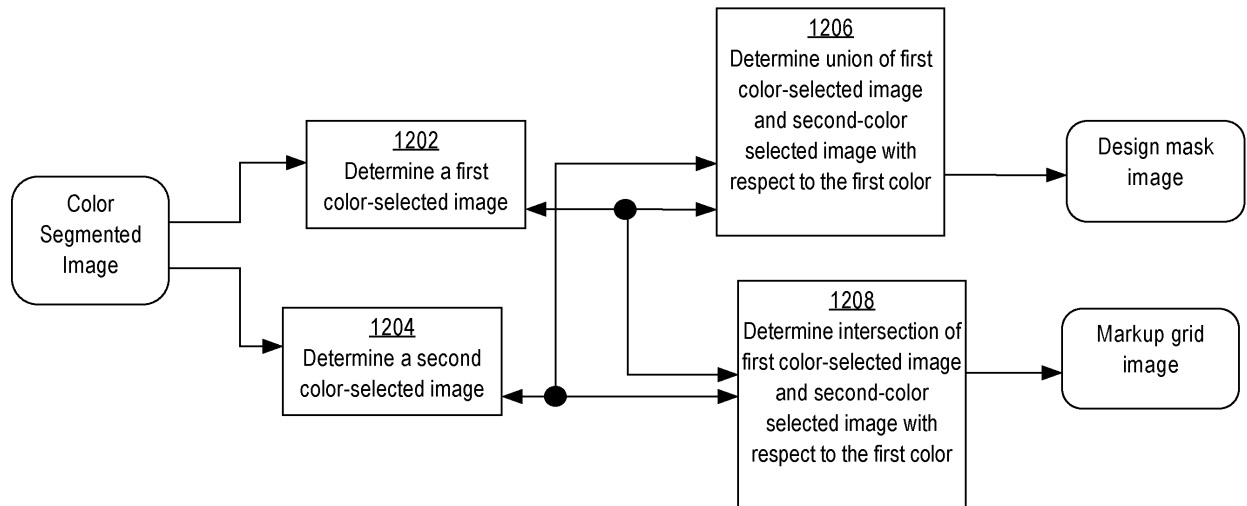 Color
Segmented
Image
1202
Determine a first
color-selected image
1204
Determine a second
color-selected image
1206
Determine union of first
color-selected image
and second-color
selected image with
respect to the first color
1208
Determine intersection of
first color-selected image
and second-color
selected image with
respect to the first color
Design mask
image
Markup grid
image